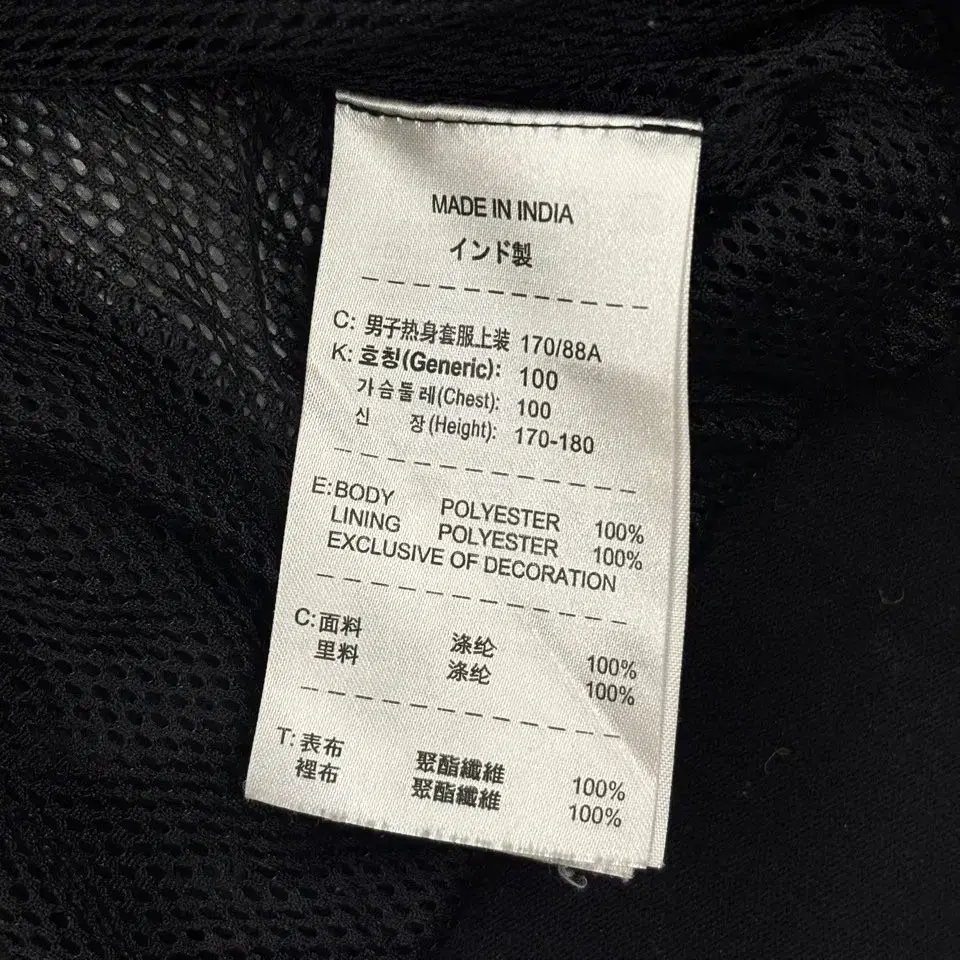 MADE IN INDIA
インド製
C: 男子热身套服上装 170/88A
K: 호칭(Generic): 100
가슴둘레(Chest): 100
신 장(Height): 170-180
E:BODY POLYESTER 100%
LINING POLYESTER 100%
EXCLUSIVE OF DECORATION
C:面料 涤纶 100%
里料 涤纶 100%
T:表布 聚酯纖維 100%
裡布 聚酯纖維 100%